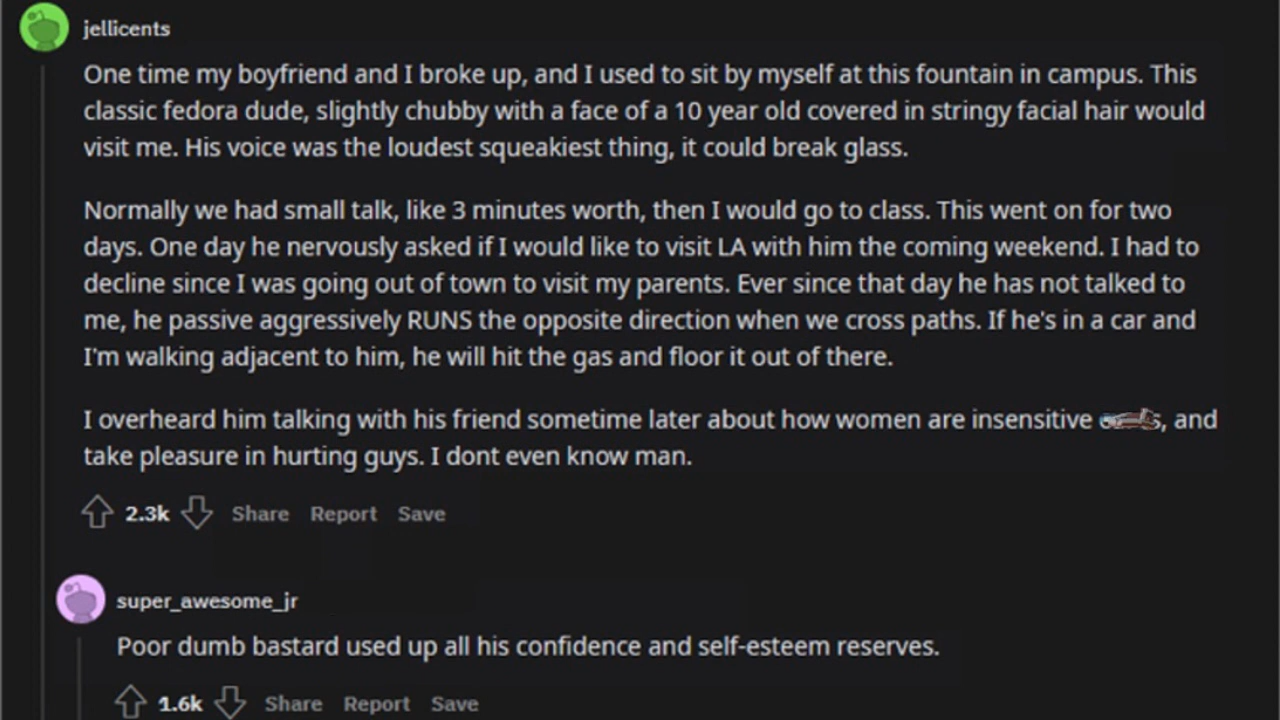 jellicents
One time my boyfriend and I broke up, and I used to sit by myself at this fountain in campus. This
classic fedora dude, slightly chubby with a face of a 10 year old covered in stringy facial hair would
visit me. His voice was the loudest squeakiest thing, it could break glass.
Normally we had small talk, like 3 minutes worth, then I would go to class. This went on for two
days. One day he nervously asked if I would like to visit LA with him the coming weekend. I had to
decline since I was going out of town to visit my parents. Ever since that day he has not talked to
me, he passive aggressively RUNS the opposite direction when we cross paths. If he's in a car and
I'm walking adjacent to him, he will hit the gas and floor it out of there.
I overheard him talking with his friend sometime later about how women are insensitive , and
take pleasure in hurting guys. I dont even know man.
2.3k Share Report Save
super_awesome_jr
Poor dumb bastard used up all his confidence and self-esteem reserves.
1.6k Share Report Save